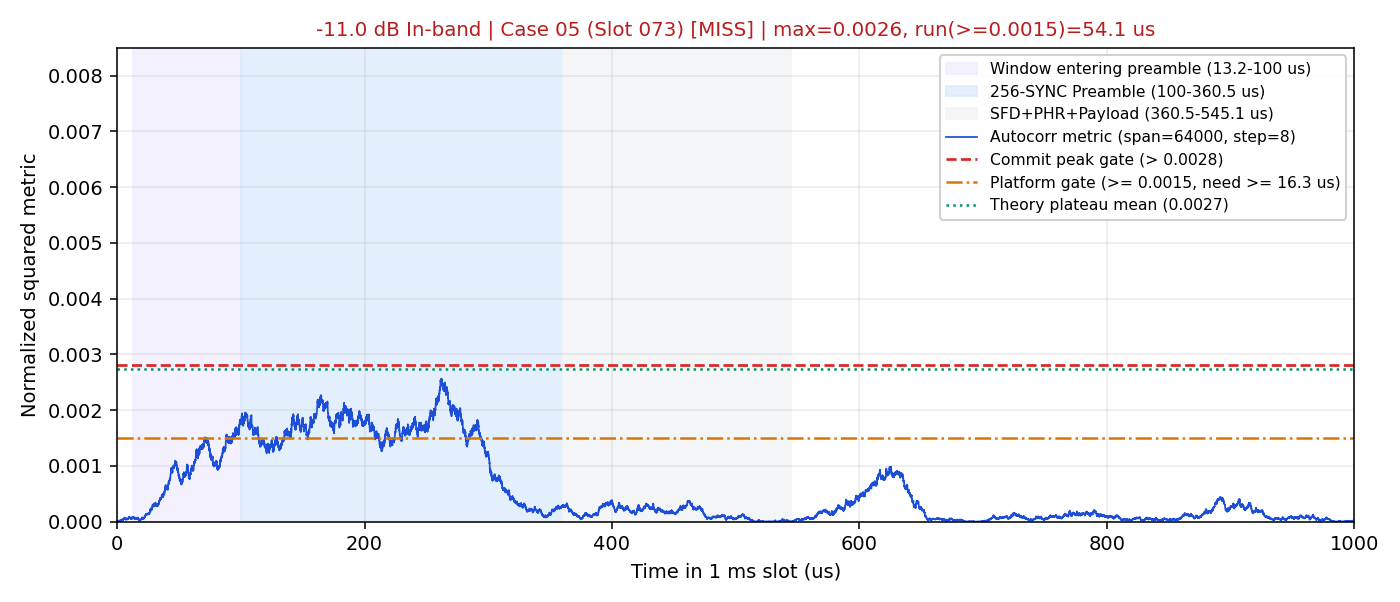 -11.0 dB In-band | Case 05 (Slot 073) [MISS] | max=0.0026, run(>=0.0015)=54.1 us
Normalized squared metric
0.008
0.007
0.006
0.005
0.004
0.003
0.002
0.001
0.000
Window entering preamble (13.2-100 us)
256-SYNC Preamble (100-360.5 us)
SFD+PHR+Payload (360.5-545.1 us)
Autocorr metric (span=64000, step=8)
Commit peak gate (> 0.0028)
Platform gate (>= 0.0015, need >= 16.3 us)
Theory plateau mean (0.0027)
0 200 400 600 800 1000
Time in 1 ms slot (us)